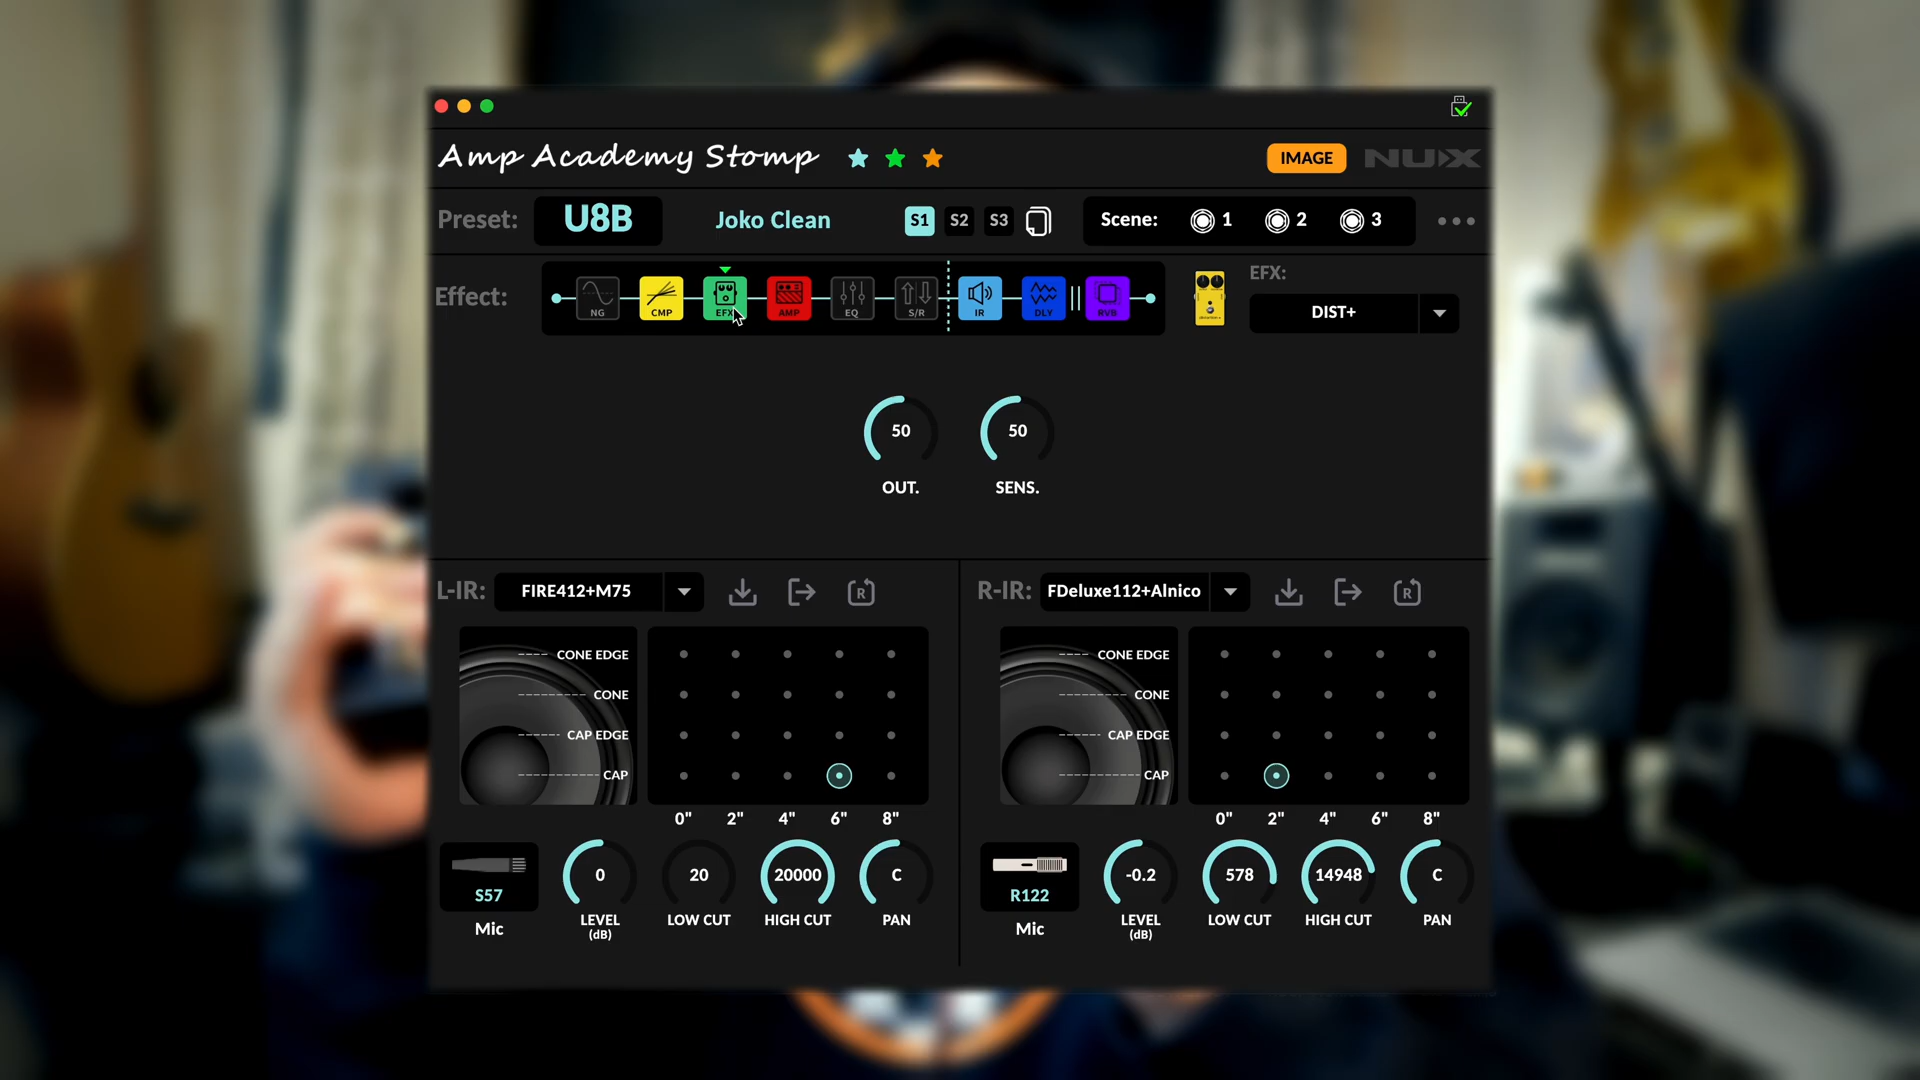 Amp Academy Stomp
IMAGE
NUX
Preset:
U8B
Joko Clean
S1
S2
S3
Scene:
1
2
3
Effect:
NG
CMP
EFX
AMP
EQ
S/R
IR
DLY
RVB
EFX:
DIST+
50
50
OUT.
SENS.
L-IR:
FIRE412+M75
R
CONE EDGE
CONE
CAP EDGE
CAP
0"
2"
4"
6"
8"
S57
Mic
0
LEVEL
(dB)
20
LOW CUT
20000
HIGH CUT
C
PAN
R-IR:
FDeluxe112+Alnico
R
CONE EDGE
CONE
CAP EDGE
CAP
0"
2"
4"
6"
8"
R122
Mic
-0.2
LEVEL
(dB)
578
LOW CUT
14948
HIGH CUT
C
PAN